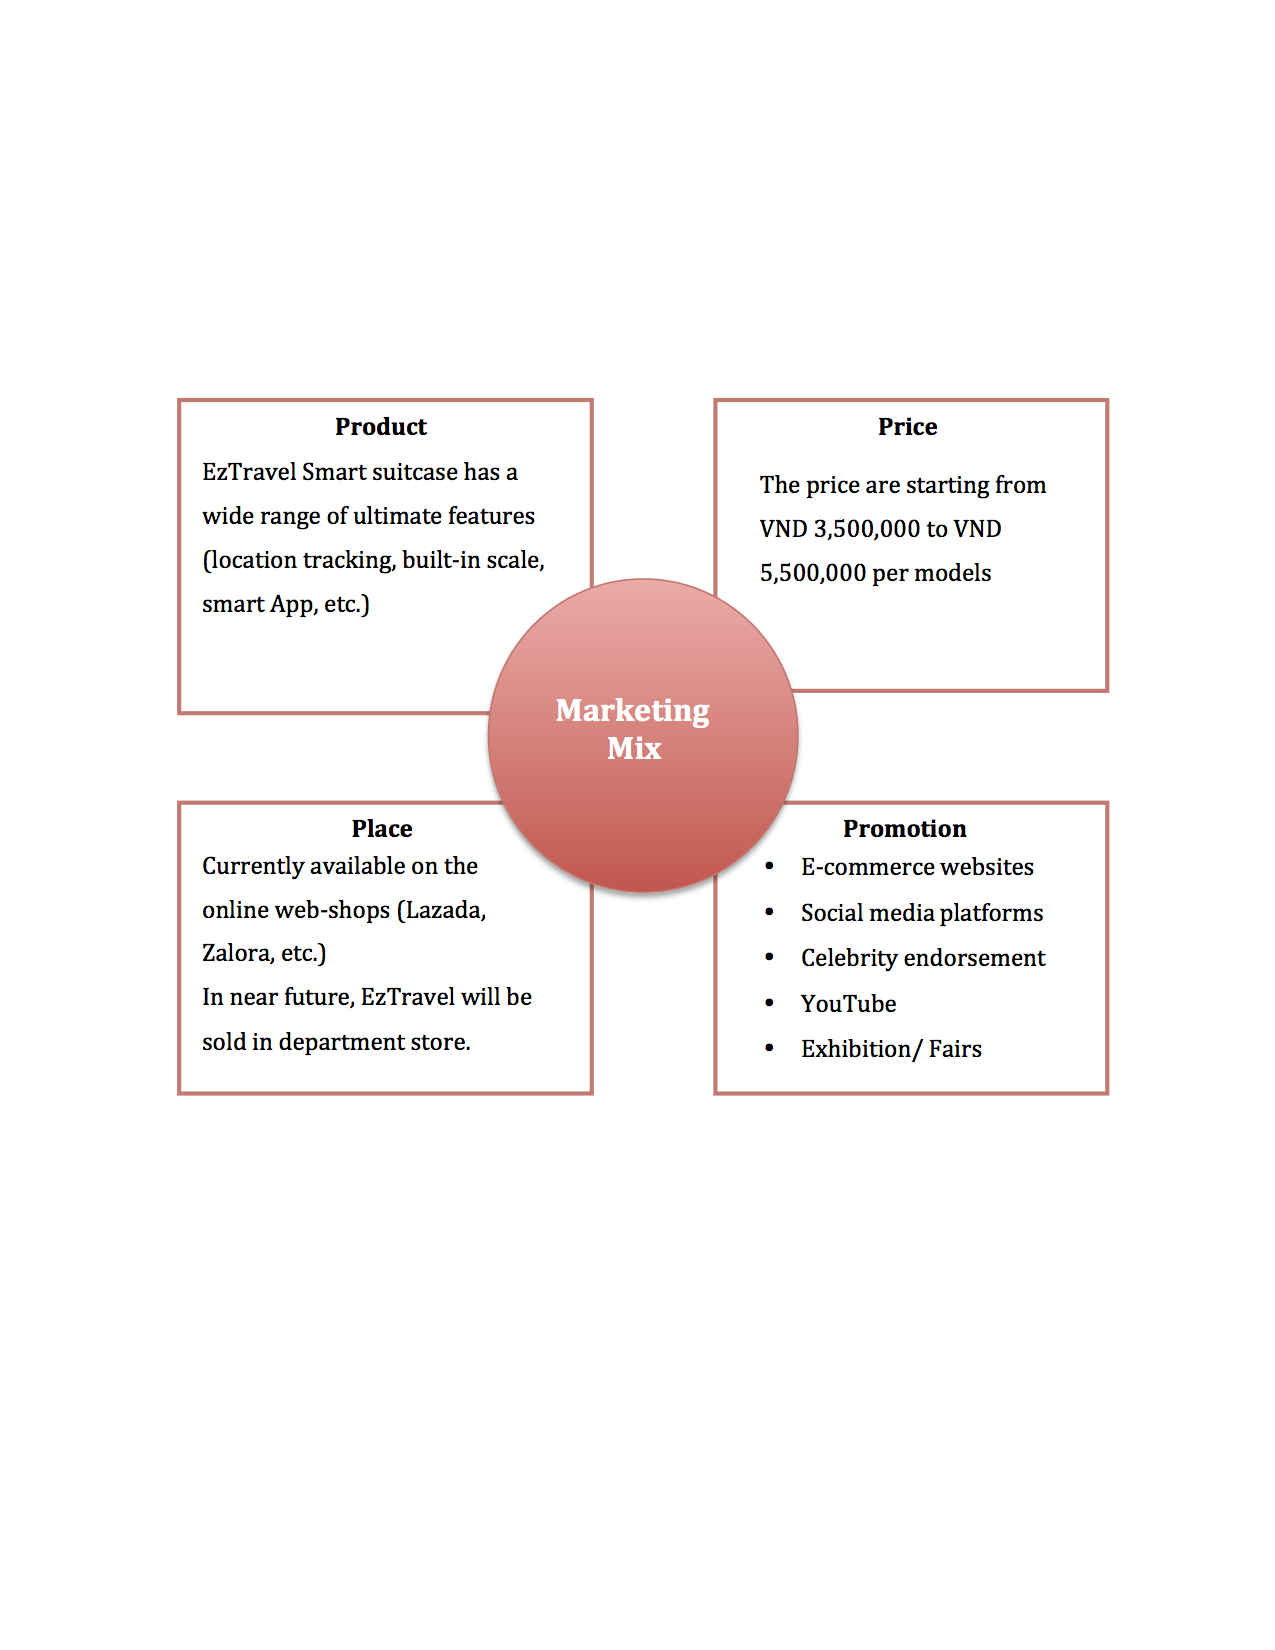 Product
EzTravel Smart suitcase has a
wide range of ultimate features
(location tracking, built-in scale,
smart App, etc.)
Price
The price are starting from
VND 3,500,000 to VND
5,500,000 per models
Marketing
Mix
Place
Currently available on the
online web-shops (Lazada,
Zalora, etc.)
In near future, EzTravel will be
sold in department store.
Promotion
• E-commerce websites
• Social media platforms
• Celebrity endorsement
• YouTube
• Exhibition/ Fairs